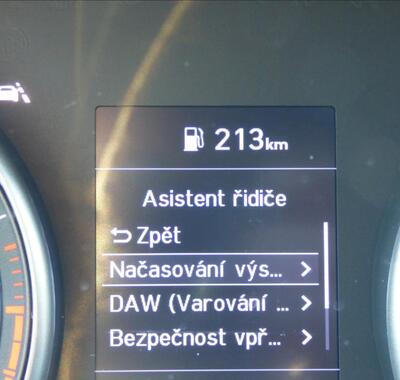 213km
Asistent řidiče
Zpět
Načasování výs...
DAW (Varování ...
Bezpečnost vpř...